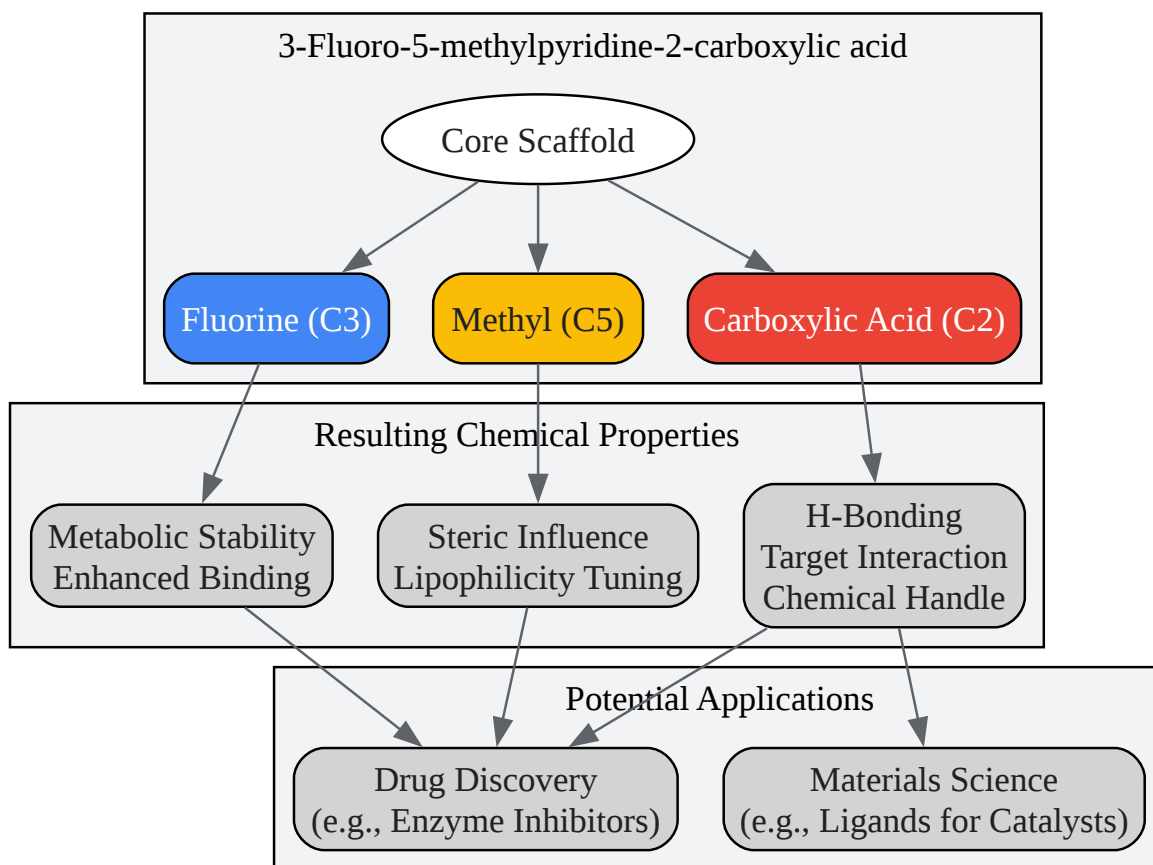 3-Fluoro-5-methylpyridine-2-carboxylic acid
Core Scaffold
Fluorine (C3)
Methyl (C5)
Carboxylic Acid (C2)
Resulting Chemical Properties
Metabolic Stability
Enhanced Binding
Steric Influence
Lipophilicity Tuning
H-Bonding
Target Interaction
Chemical Handle
Potential Applications
Drug Discovery
(e.g., Enzyme Inhibitors)
Materials Science
(e.g., Ligands for Catalysts)